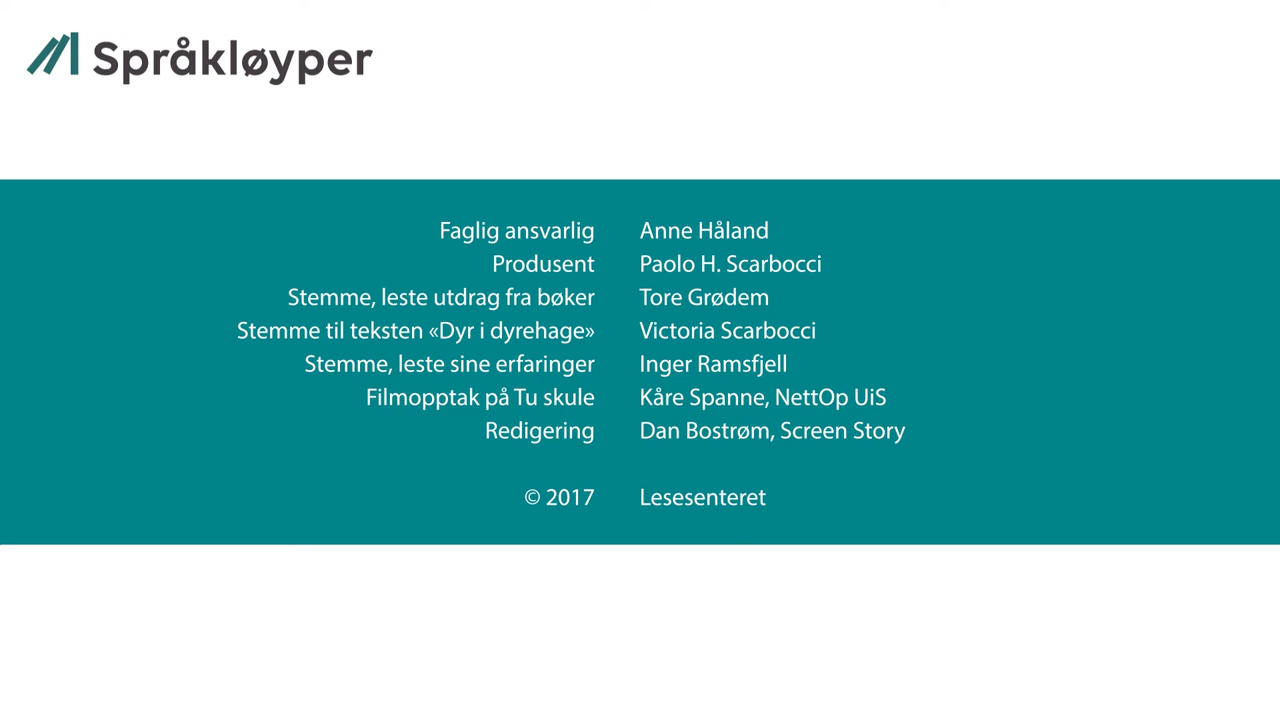 Språkløyper
Faglig ansvarlig Anne Håland
Produsent Paolo H. Scarbocci
Stemme, leste utdrag fra bøker Tore Grødem
Stemme til teksten «Dyr i dyrehage» Victoria Scarbocci
Stemme, leste sine erfaringer Inger Ramsfjell
Filmopptak på Tu skule Kåre Spanne, NettOp UiS
Redigering Dan Bostrøm, Screen Story
© 2017 Lesesenteret